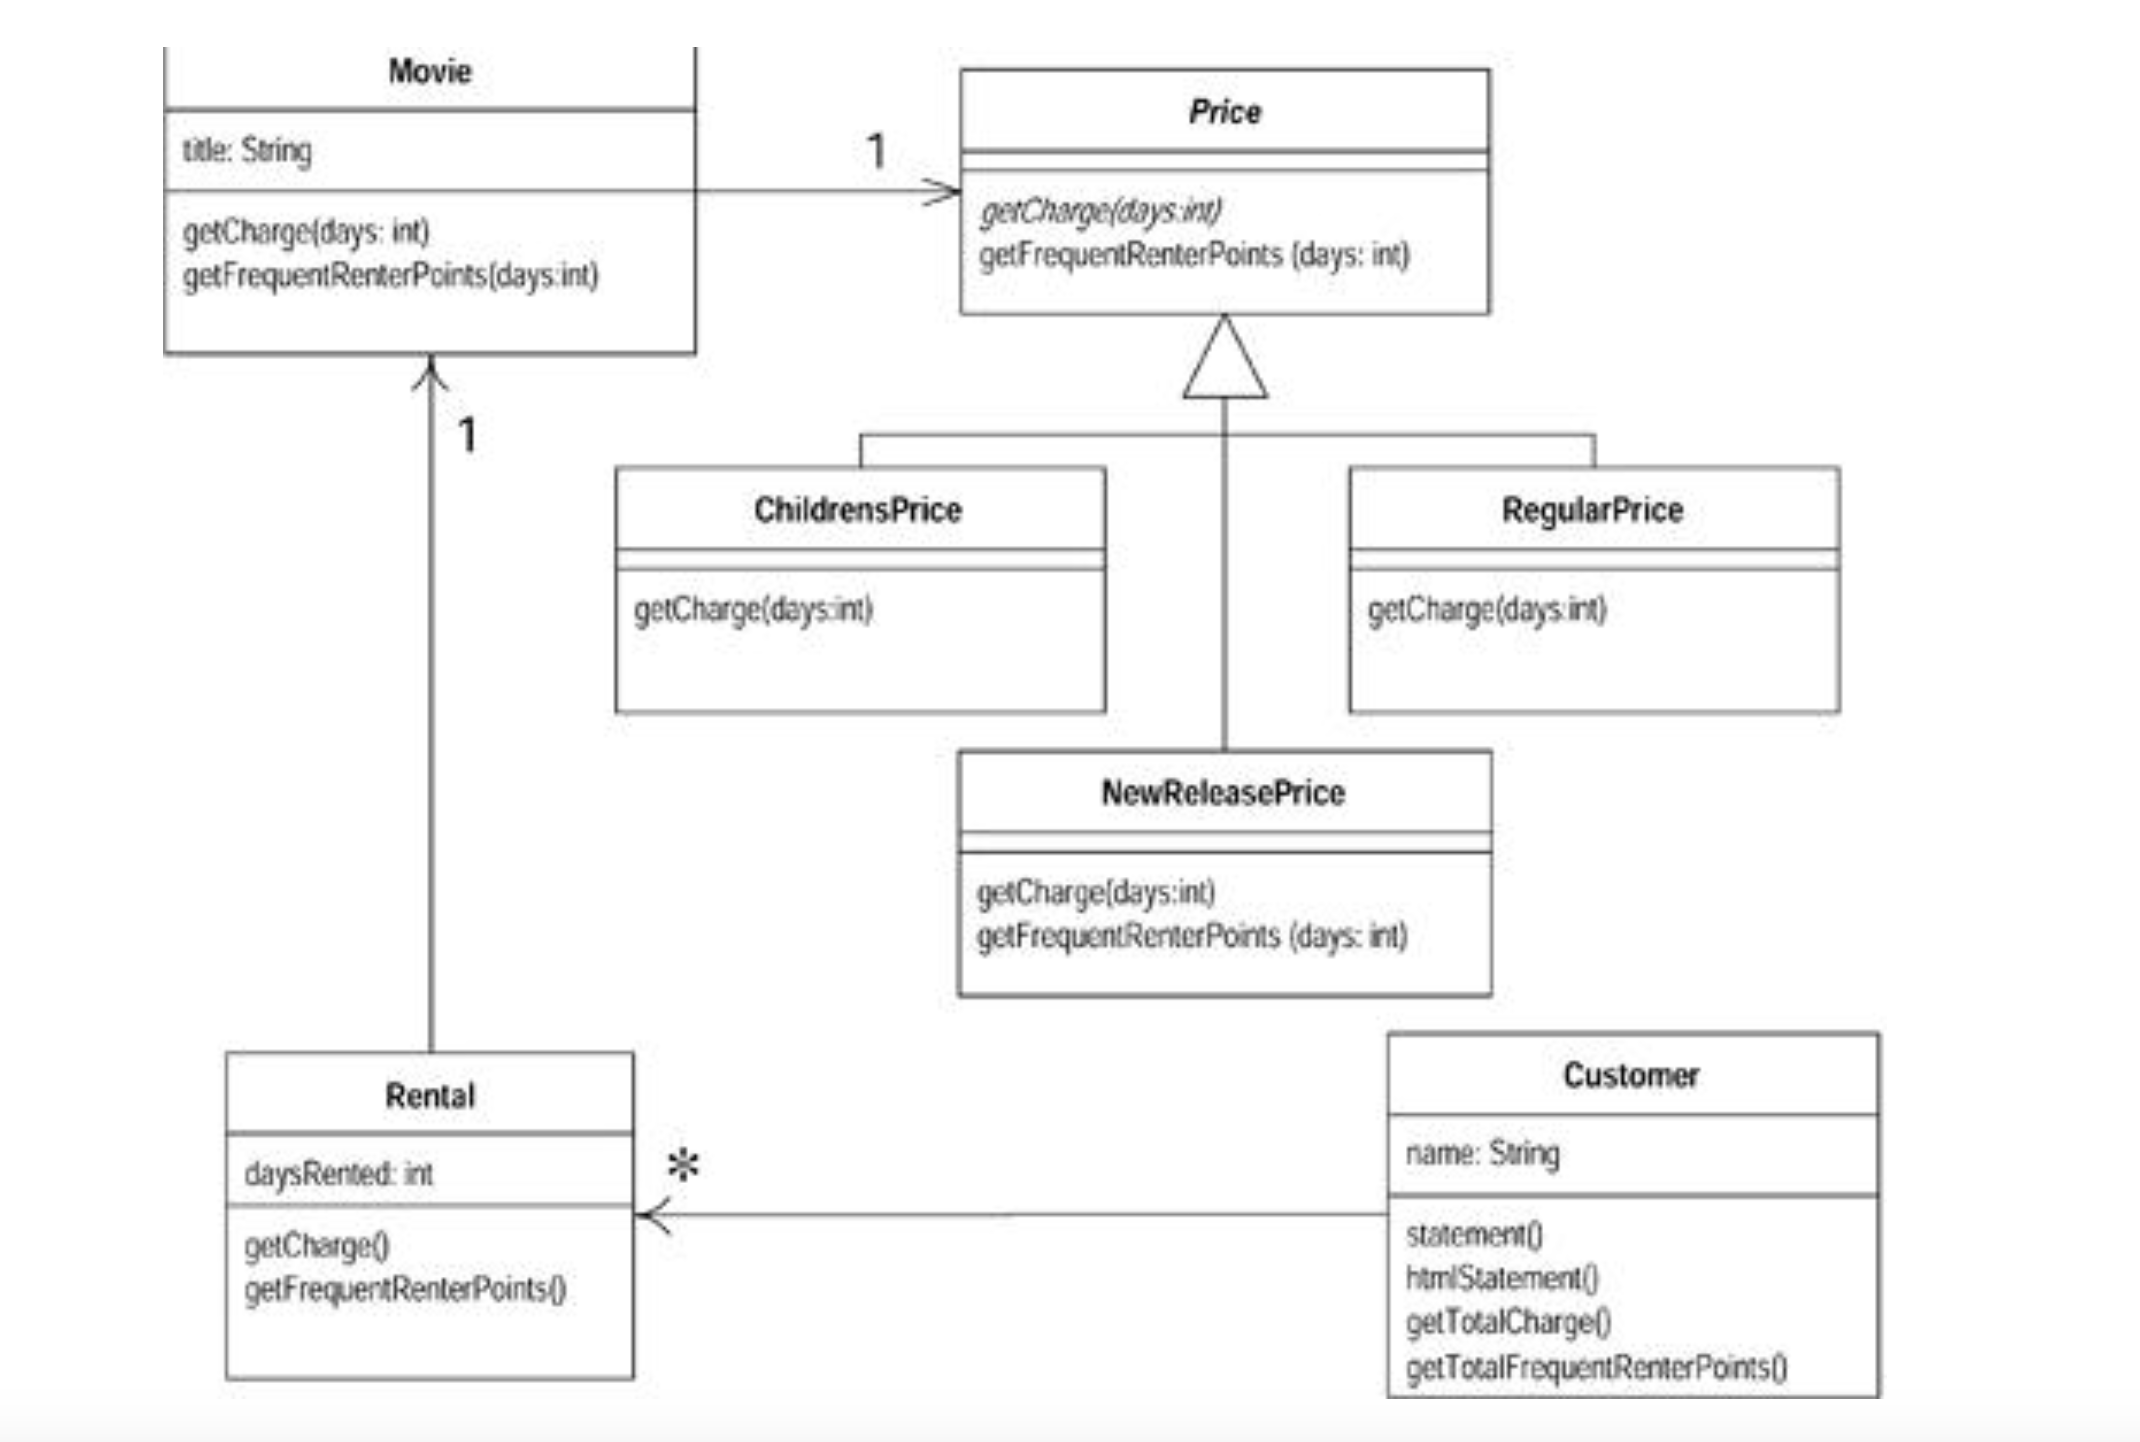 Movie
title: String
getCharge(days: int)
getFrequentRenterPoints(days:int)
1
Price
getCharge(days:int)
getFrequentRenterPoints (days: int)
1
ChildrensPrice
getCharge(days:int)
RegularPrice
getCharge(days:int)
NewReleasePrice
getCharge(days:int)
getFrequentRenterPoints (days: int)
Rental
daysRented: int
getCharge()
getFrequentRenterPoints()
*
Customer
name: String
statement()
htmlStatement()
getTotalCharge()
getTotalFrequentRenterPoints()